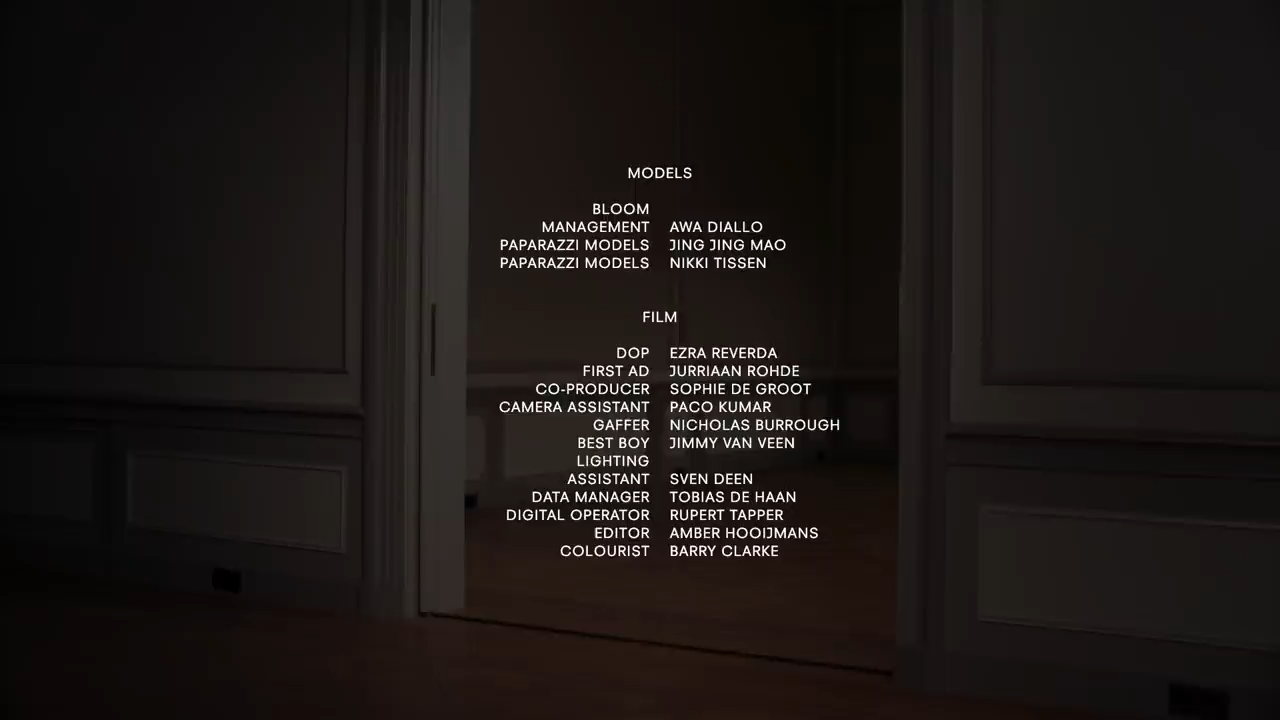 MODELS
BLOOM
MANAGEMENT AWA DIALLO
PAPARAZZI MODELS JING JING MAO
PAPARAZZI MODELS NIKKI TISSEN
FILM
DOP EZRA REVERDA
FIRST AD JURRIAAN ROHDE
CO-PRODUCER SOPHIE DE GROOT
CAMERA ASSISTANT PACO KUMAR
GAFFER NICHOLAS BURROUGH
BEST BOY JIMMY VAN VEEN
LIGHTING
ASSISTANT SVEN DEEN
DATA MANAGER TOBIAS DE HAAN
DIGITAL OPERATOR RUPERT TAPPER
EDITOR AMBER HOOIJMANS
COLOURIST BARRY CLARKE